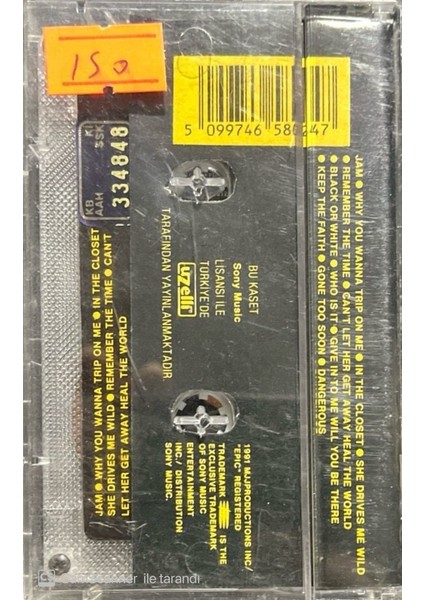 150
5 099746 580247
KB KI
AAH SSK
334848
JAM ● WHY YOU WANNA TRIP ON ME ● IN THE CLOSET
SHE DRIVES ME WILD ● REMEMBER THE TIME ● CAN'T
LET HER GET AWAY HEAL THE WORLD
BU KASET
Sony Music
LİSANSI İLE
TÜRKİYE'DE
uzelli
TARAFINDAN YAYINLANMAKTADIR
1991 MJJPRODUCTIONS INC/
"EPIC" REGISTERED
TRADEMARK IS THE
EXCLUSIVE TRADEMARK
OF SONY MUSIC
ENTERTAINMENT
INC./ DISTRIBUTION
SONY MUSIC.
JAM ● WHY YOU WANNA TRIP ON ME ● IN THE CLOSET ● SHE DRIVES ME WILD
● REMEMBER THE TIME ● CAN'T LET HER GET AWAY HEAL THE WORLD
● BLACK OR WHITE ● WHO IS IT ● GIVE IN TO ME WILL YOU BE THERE
● KEEP THE FAITH ● GONE TOO SOON ● DANGEROUS
ile tarandı